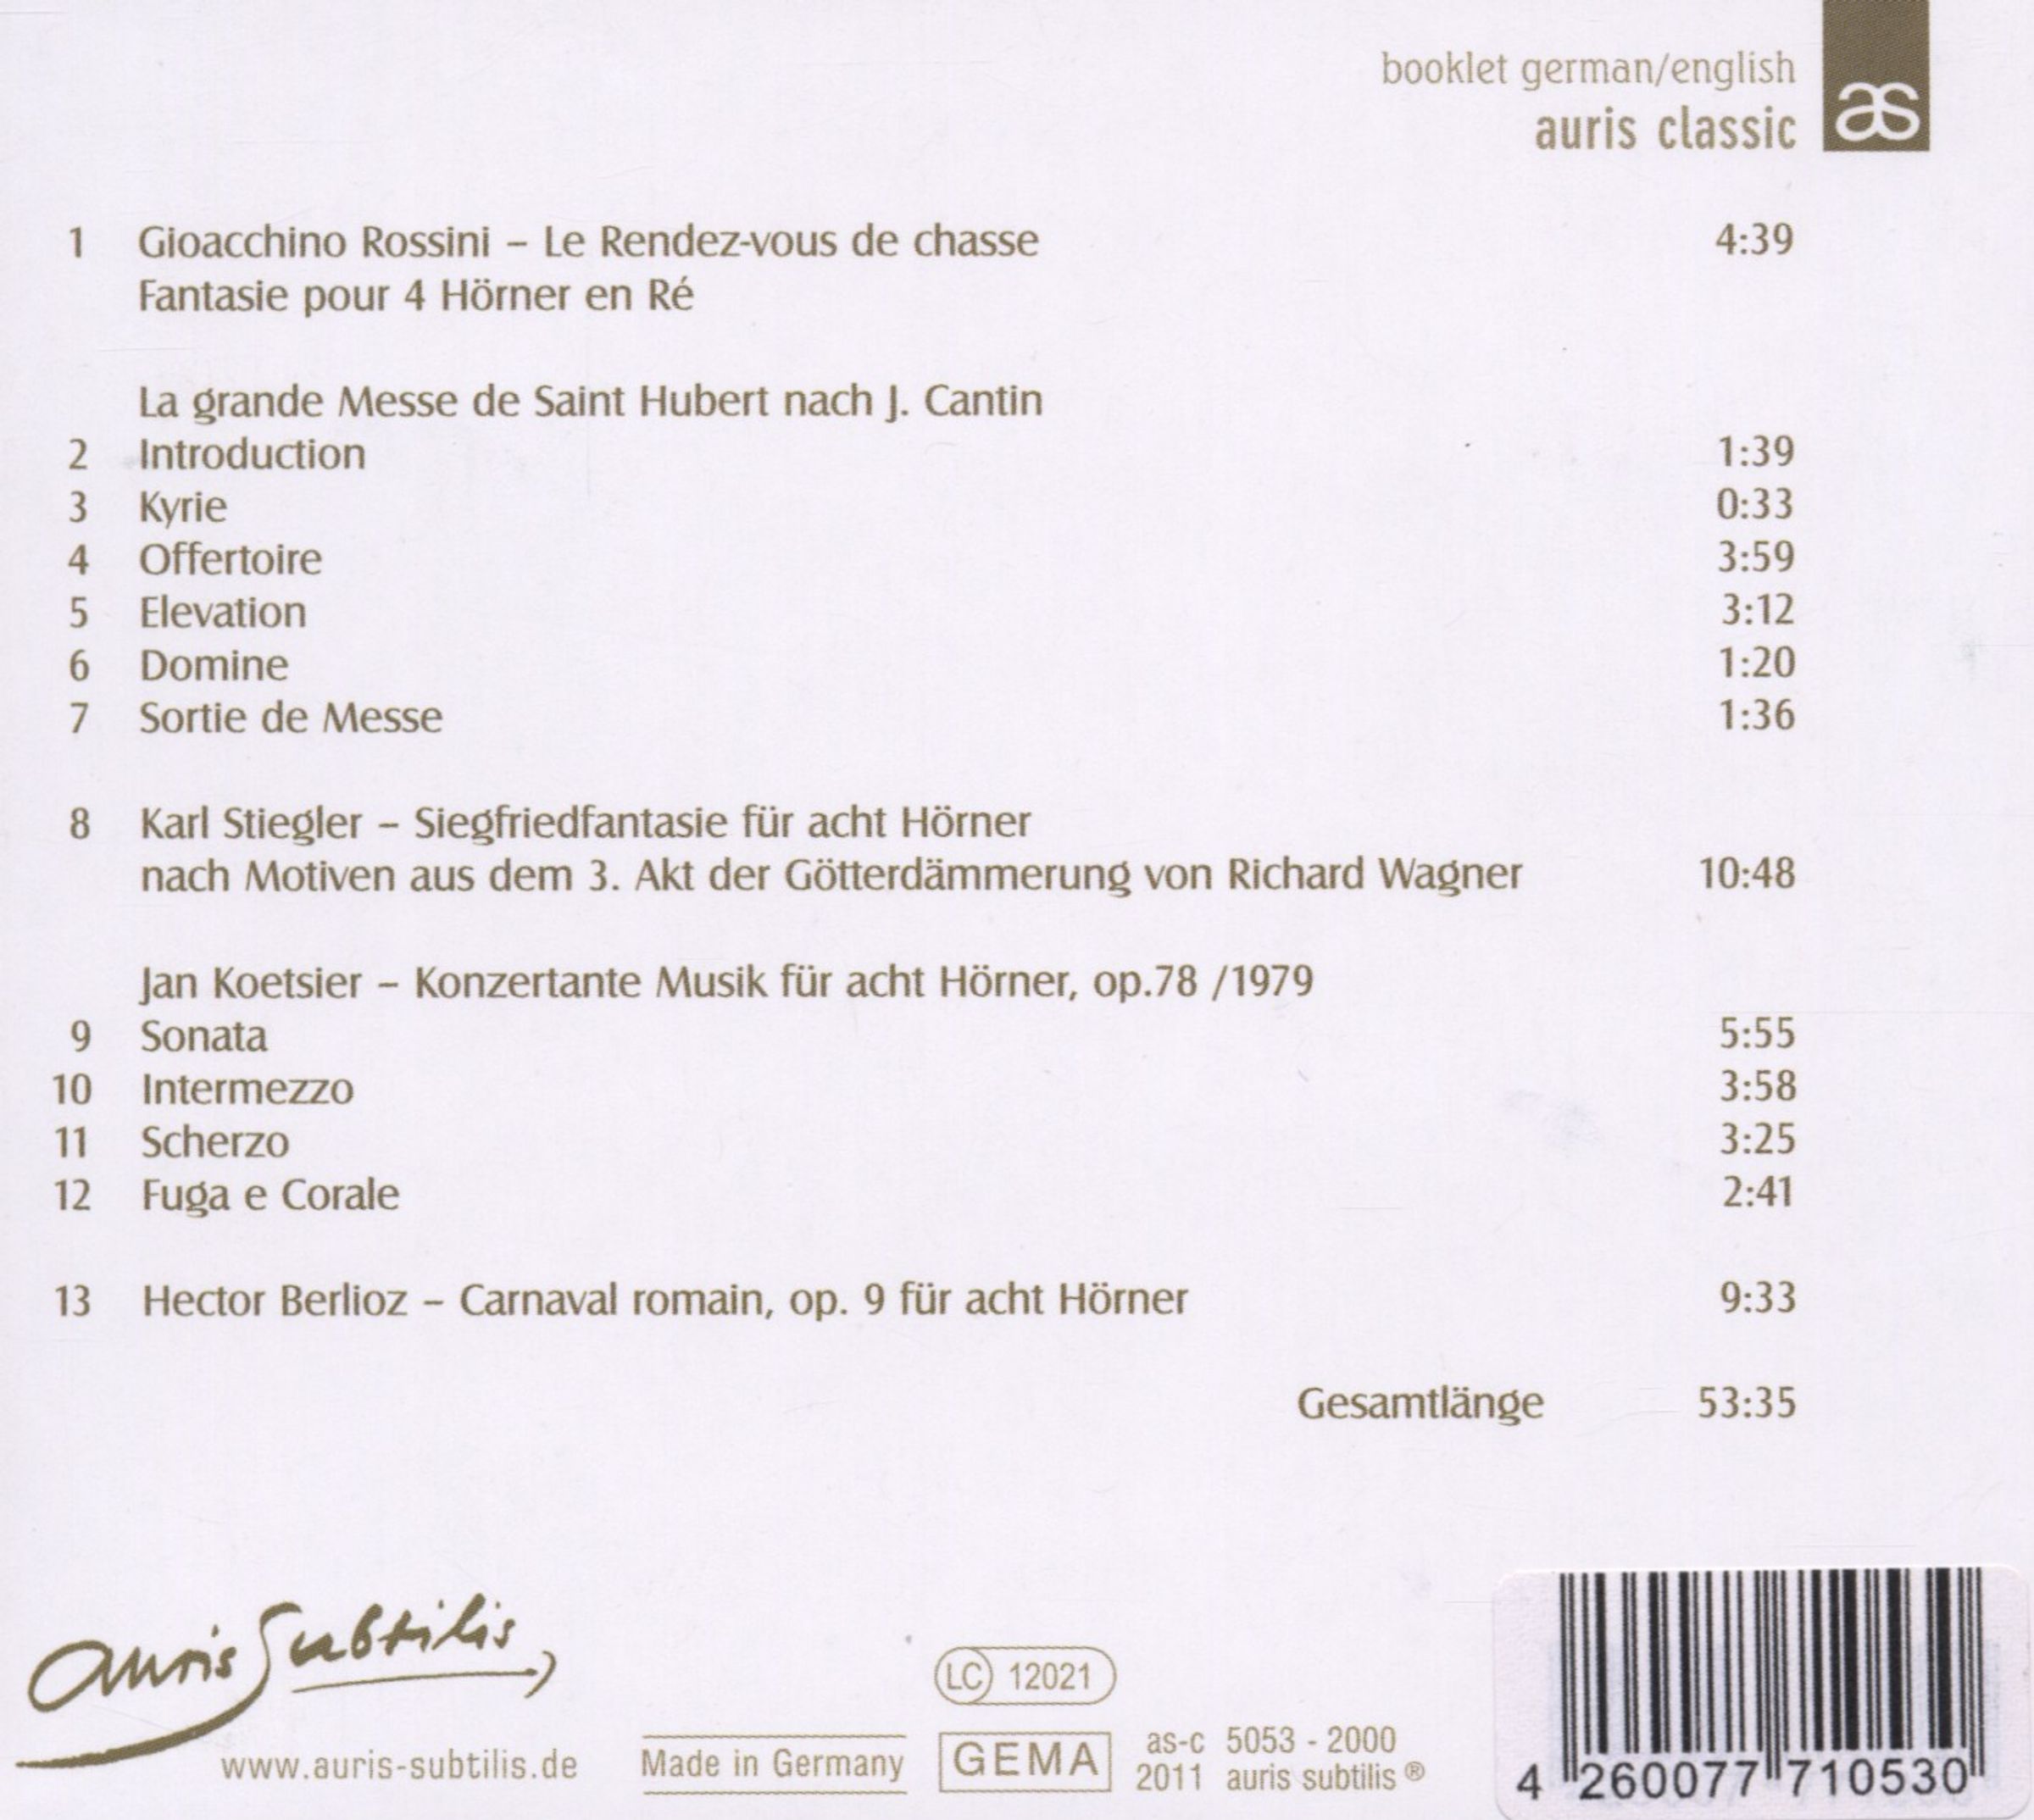 booklet german/english
auris classic
as
1 Gioacchino Rossini – Le Rendez-vous de chasse 4:39
Fantasie pour 4 Hörner en Ré
La grande Messe de Saint Hubert nach J. Cantin
2 Introduction 1:39
3 Kyrie 0:33
4 Offertoire 3:59
5 Elevation 3:12
6 Domine 1:20
7 Sortie de Messe 1:36
8 Karl Stiegler – Siegfriedfantasie für acht Hörner
nach Motiven aus dem 3. Akt der Götterdämmerung von Richard Wagner 10:48
Jan Koetsier – Konzertante Musik für acht Hörner, op.78 /1979
9 Sonata 5:55
10 Intermezzo 3:58
11 Scherzo 3:25
12 Fuga e Corale 2:41
13 Hector Berlioz – Carnaval romain, op. 9 für acht Hörner 9:33
Gesamtlänge 53:35
auris subtilis
www.auris-subtilis.de
Made in Germany
LC 12021
GEMA
as-c 5053 - 2000
2011 auris subtilis ®
4 260077 710530